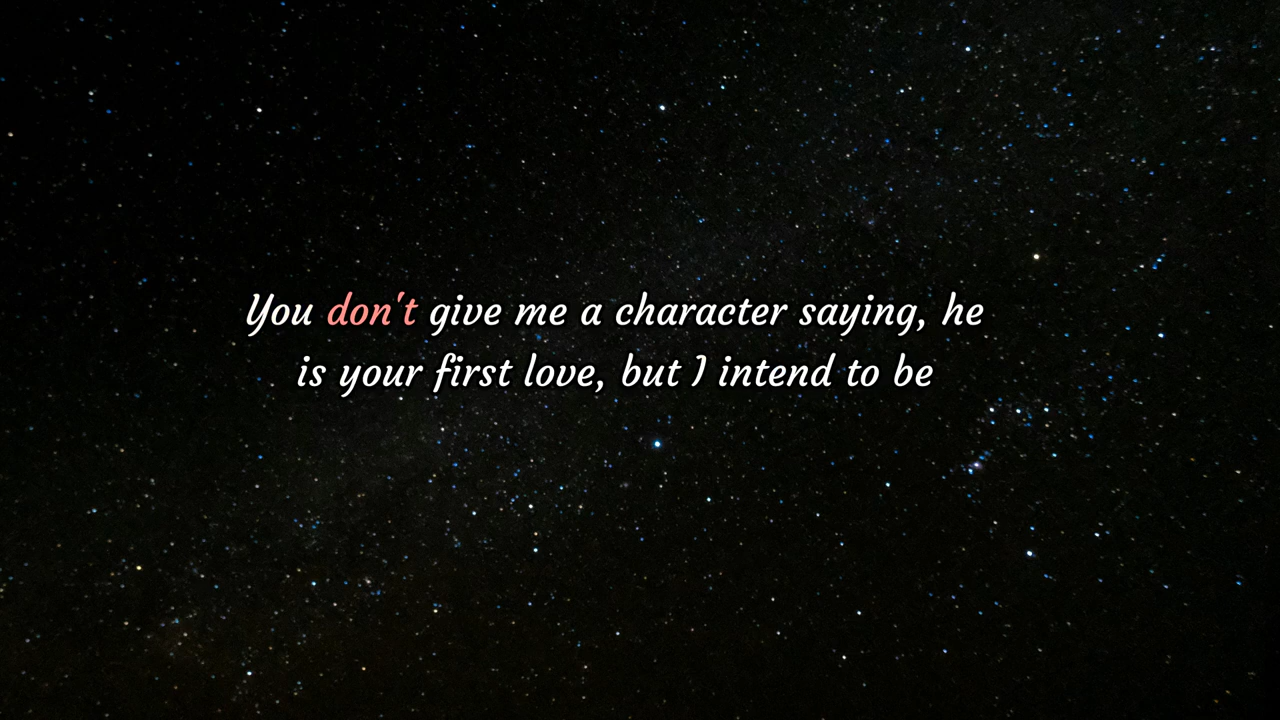 You don't give me a character saying, he
is your first love, but I intend to be